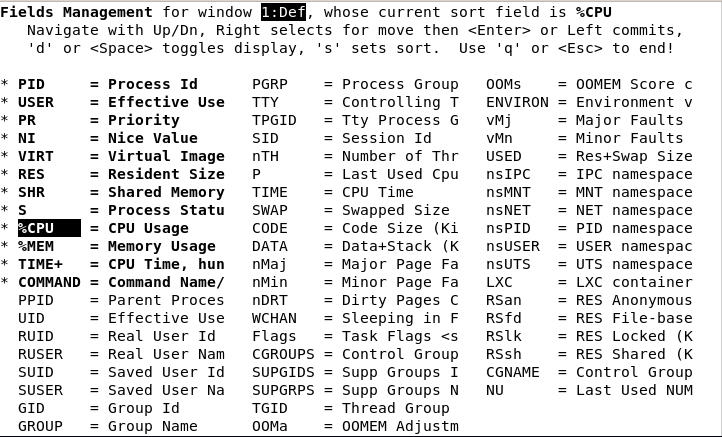 Fields Management for window 1:Def, whose current sort field is %CPU
   Navigate with Up/Dn, Right selects for move then <Enter> or Left commits,
   'd' or <Space> toggles display, 's' sets sort.  Use 'q' or <Esc> to end!

* PID     = Process Id      PGRP    = Process Group   OOMs    = OOMEM Score c
* USER    = Effective Use   TTY     = Controlling T   ENVIRON = Environment v
* PR      = Priority        TPGID   = Tty Process G   vMj     = Major Faults
* NI      = Nice Value      SID     = Session Id      vMn     = Minor Faults
* VIRT    = Virtual Image   nTH     = Number of Thr   USED    = Res+Swap Size
* RES     = Resident Size   P       = Last Used Cpu   nsIPC   = IPC namespace
* SHR     = Shared Memory   TIME    = CPU Time        nsMNT   = MNT namespace
* S       = Process Statu   SWAP    = Swapped Size    nsNET   = NET namespace
* %CPU    = CPU Usage       CODE    = Code Size (Ki   nsPID   = PID namespace
* %MEM    = Memory Usage    DATA    = Data+Stack (K   nsUSER  = USER namespac
* TIME+   = CPU Time, hun   nMaj    = Major Page Fa   nsUTS   = UTS namespace
* COMMAND = Command Name/   nMin    = Minor Page Fa   LXC     = LXC container
  PPID    = Parent Proces   nDRT    = Dirty Pages C   RSan    = RES Anonymous
  UID     = Effective Use   WCHAN   = Sleeping in F   RSfd    = RES File-base
  RUID    = Real User Id    Flags   = Task Flags <s   RSlk    = RES Locked (K
  RUSER   = Real User Nam   CGROUPS = Control Group   RSsh    = RES Shared (K
  SUID    = Saved User Id   SUPGIDS = Supp Groups I   CGNAME  = Control Group
  SUSER   = Saved User Na   SUPGRPS = Supp Groups N   NU      = Last Used NUM
  GID     = Group Id        TGID    = Thread Group
  GROUP   = Group Name      OOMa    = OOMEM Adjustm